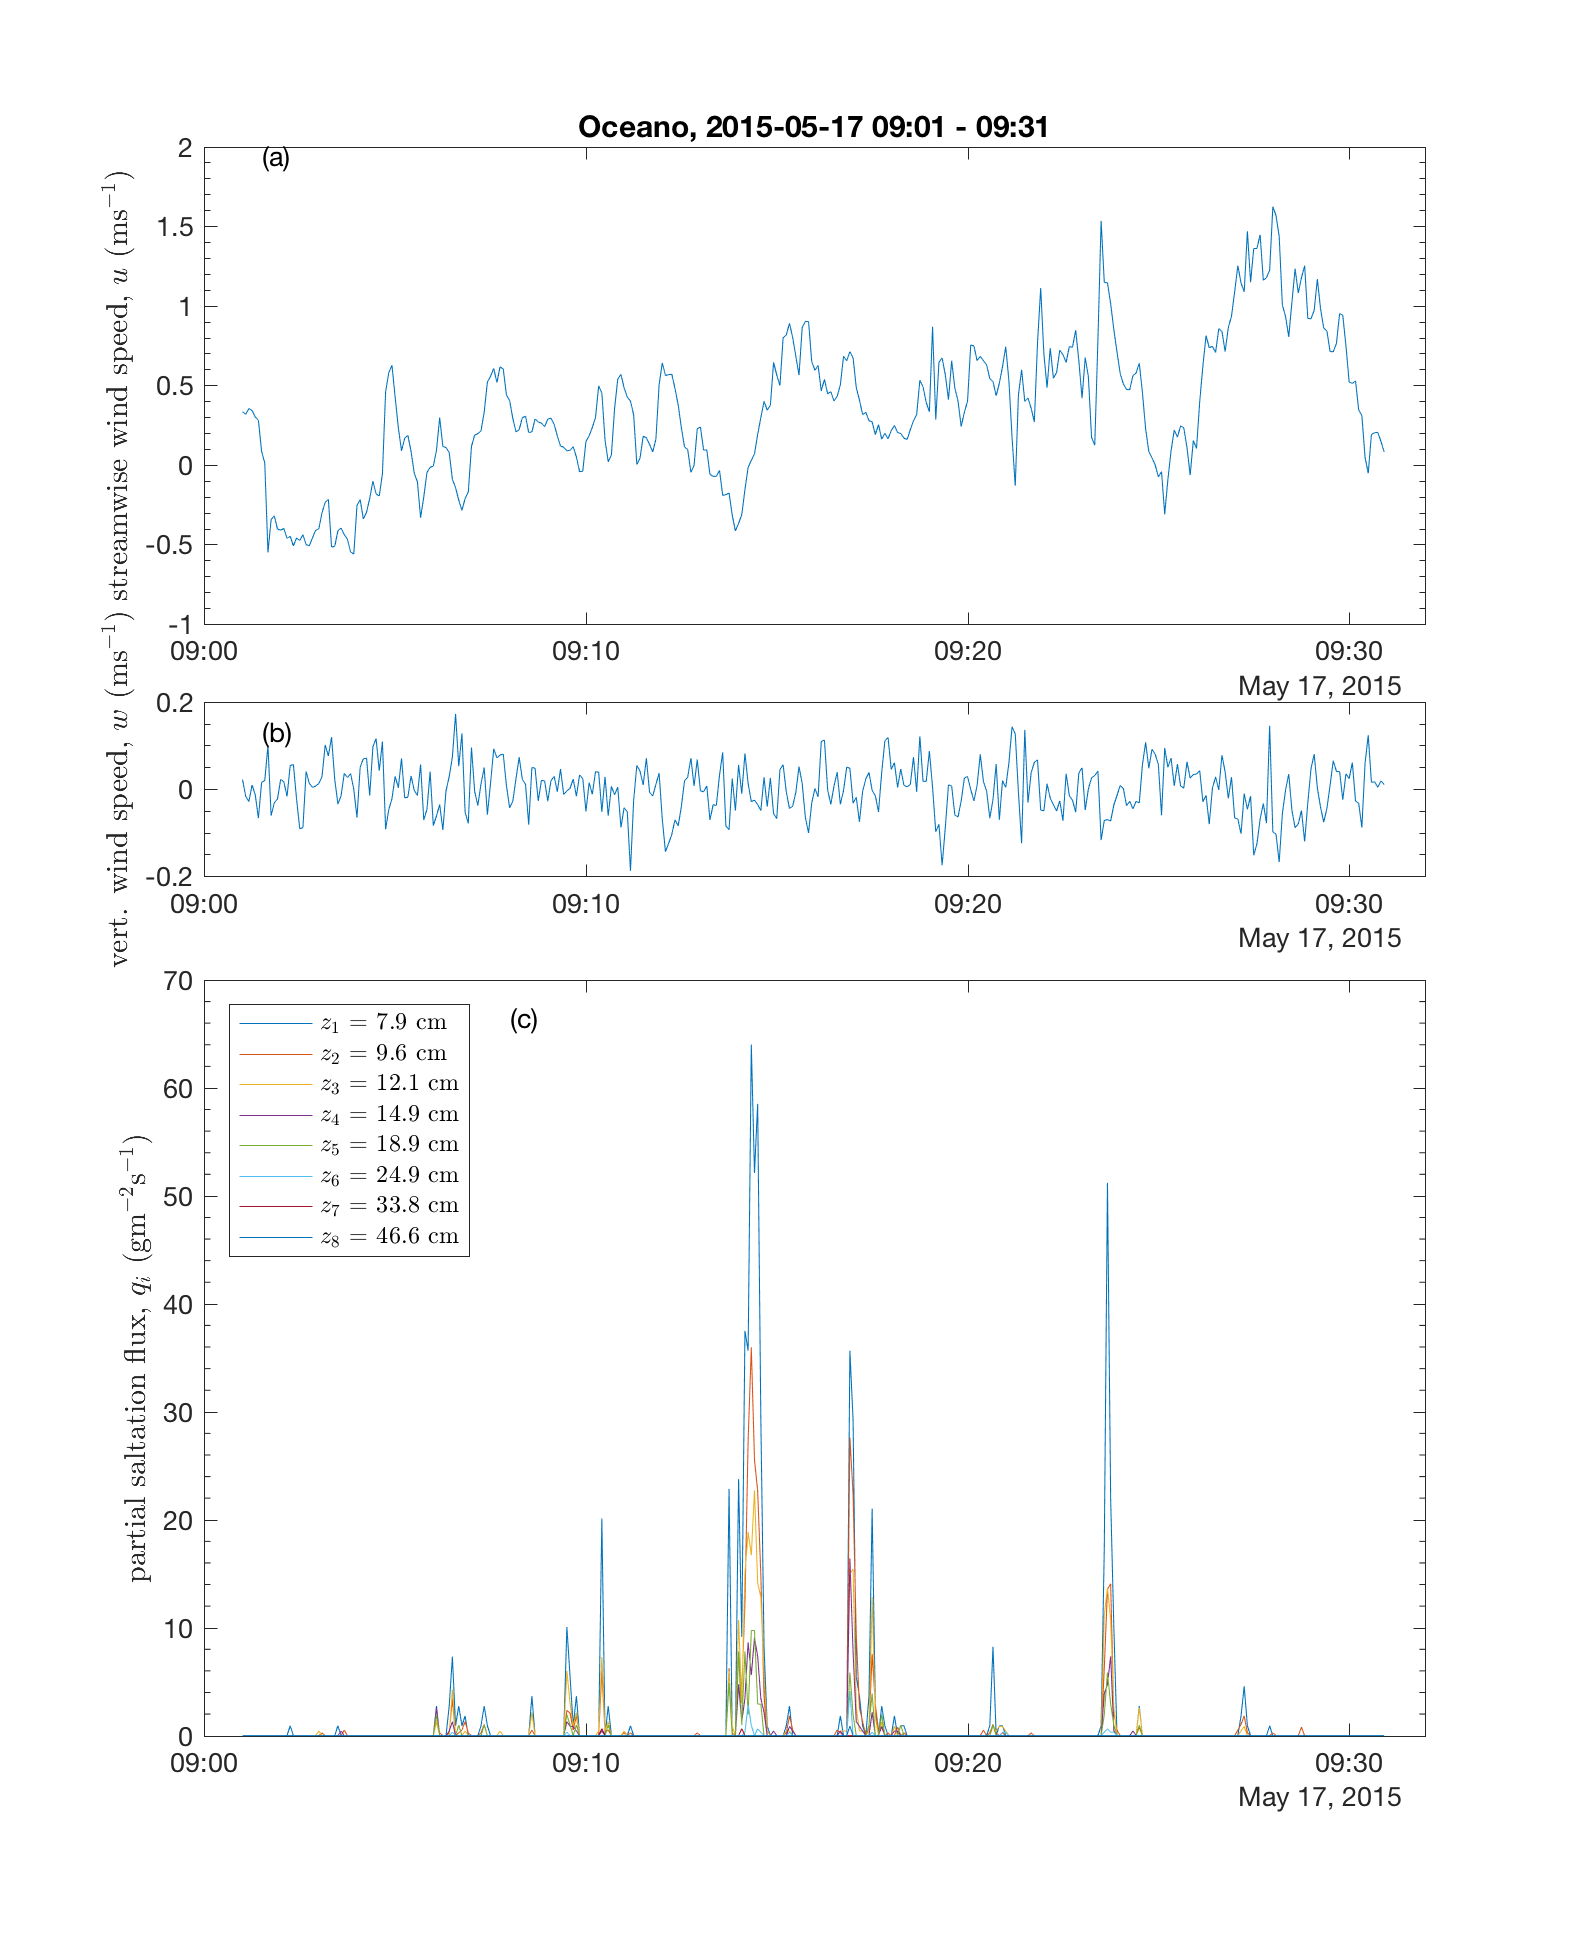 Oceano, 2015-05-17 09:01 - 09:31
(a)
streamwise wind speed, u (ms⁻¹)
2
1.5
1
0.5
0
-0.5
-1
09:00 09:10 09:20 09:30
May 17, 2015
(b)
vert. wind speed, w (ms⁻¹)
0.2
0
-0.2
09:00 09:10 09:20 09:30
May 17, 2015
(c)
partial saltation flux, qᵢ (gm⁻²s⁻¹)
70
60
50
40
30
20
10
0
z₁ = 7.9 cm
z₂ = 9.6 cm
z₃ = 12.1 cm
z₄ = 14.9 cm
z₅ = 18.9 cm
z₆ = 24.9 cm
z₇ = 33.8 cm
z₈ = 46.6 cm
09:00 09:10 09:20 09:30
May 17, 2015